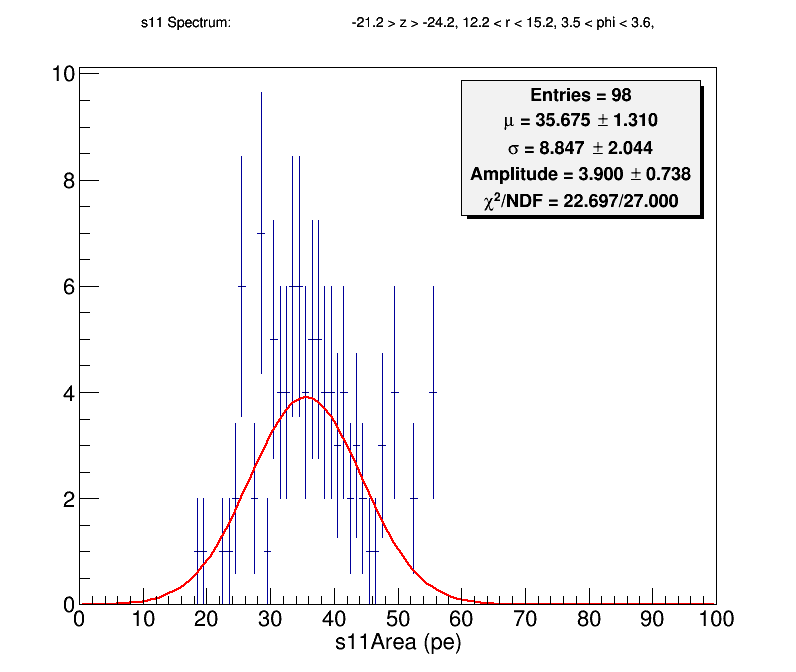 s11 Spectrum: -21.2 > z > -24.2, 12.2 < r < 15.2, 3.5 < phi < 3.6,
Entries = 98
μ = 35.675 ± 1.310
σ = 8.847 ± 2.044
Amplitude = 3.900 ± 0.738
χ²/NDF = 22.697/27.000
10
8
6
4
2
0
0 10 20 30 40 50 60 70 80 90 100
s11Area (pe)